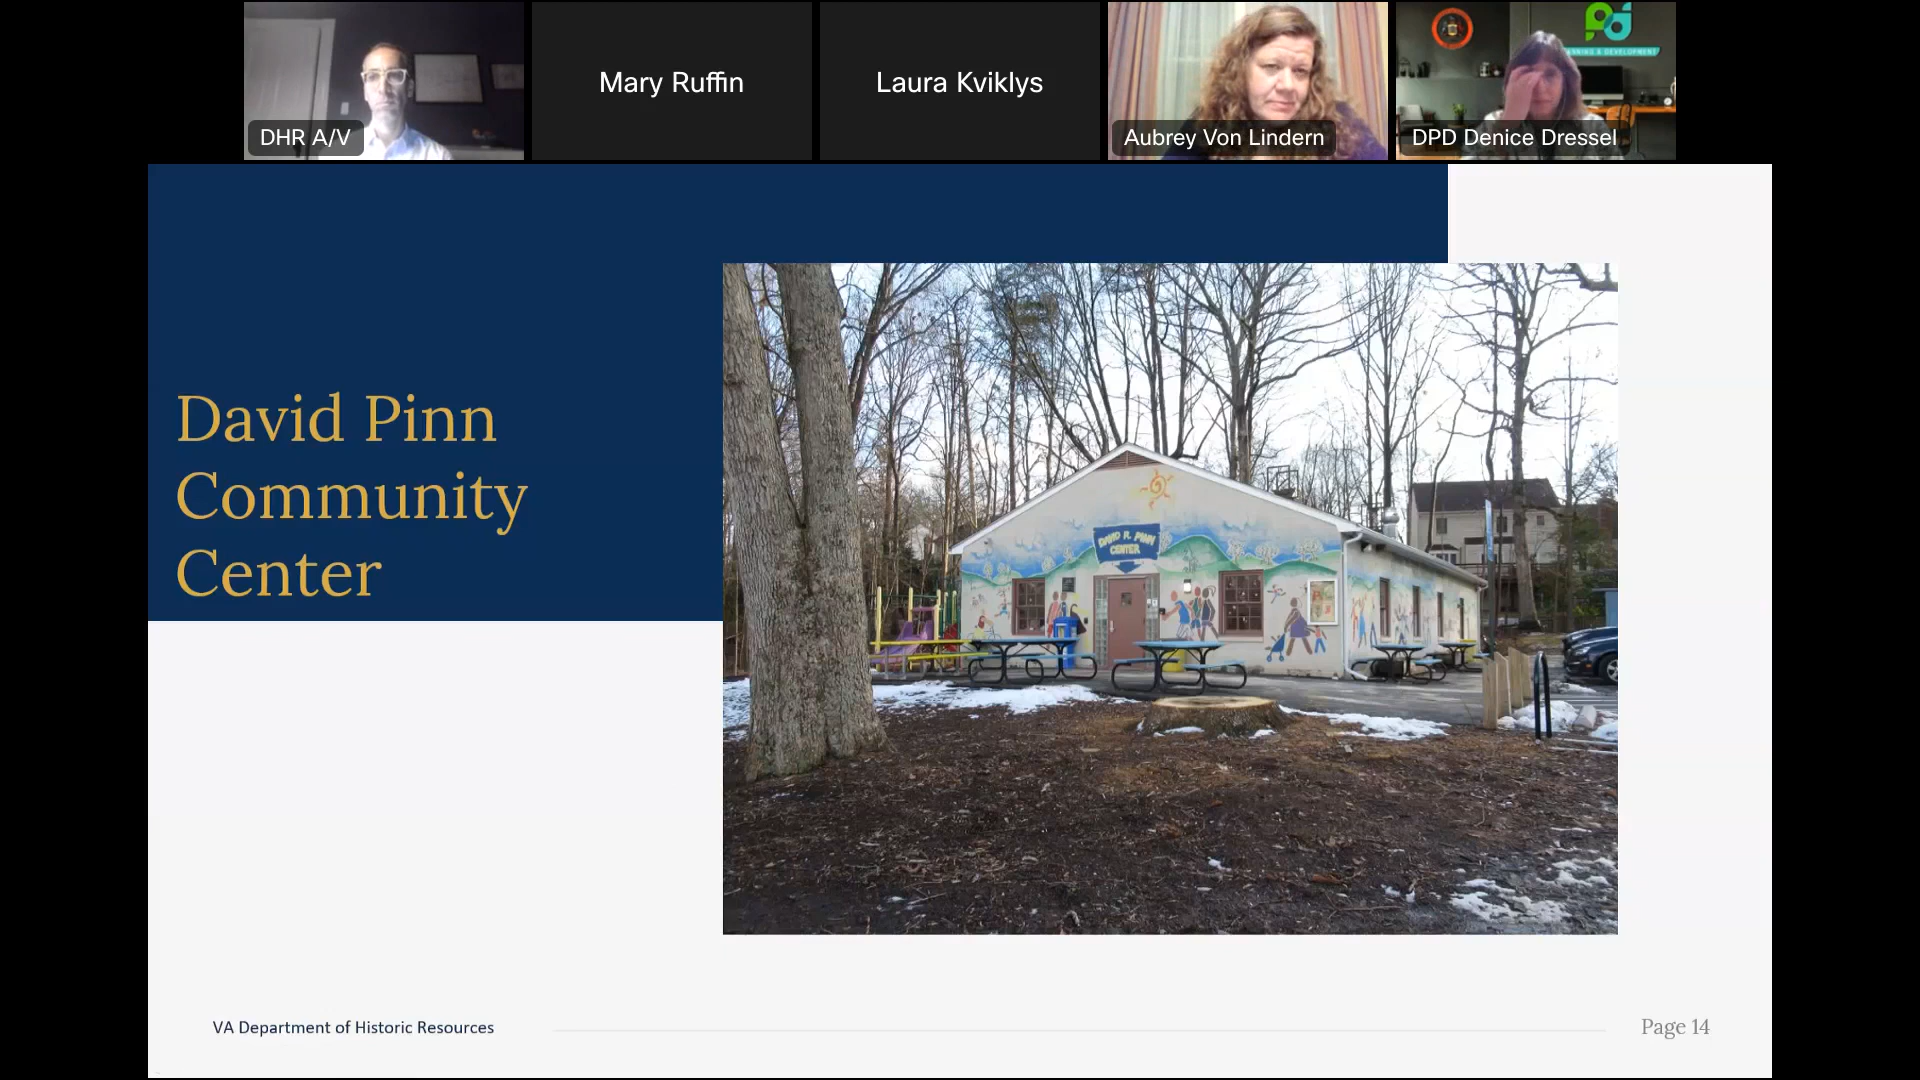 DHR A/V
Mary Ruffin
Laura Kviklys
Aubrey Von Lindern
DPD Denice Dressel
David Pinn
Community
Center
DAVID R. PINN
CENTER
VA Department of Historic Resources
Page 14